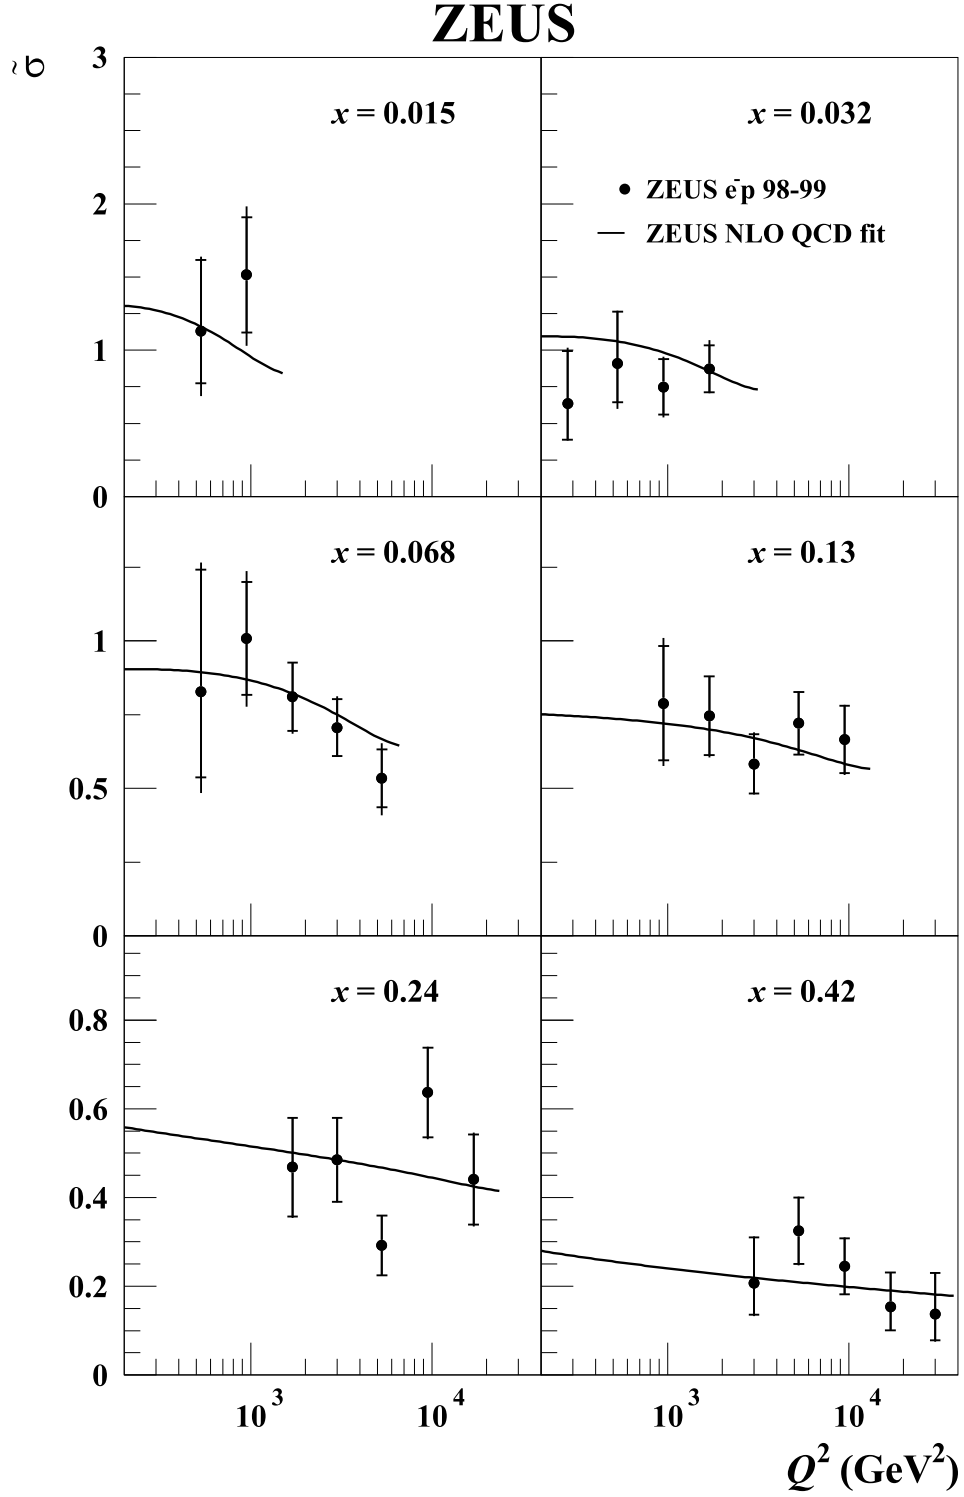 ZEUS
σ̃
3
2
1
0
x = 0.015
x = 0.032
ZEUS e⁻p 98-99
ZEUS NLO QCD fit
1
0.5
0
x = 0.068
x = 0.13
0.8
0.6
0.4
0.2
0
x = 0.24
x = 0.42
10³ 10⁴ 10³ 10⁴
Q² (GeV²)